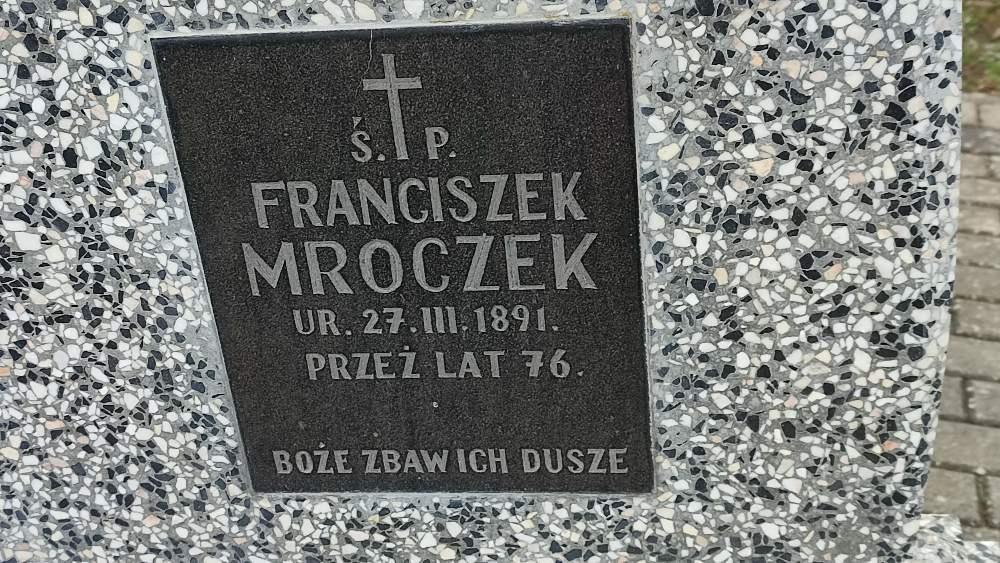 Ś. P.
FRANCISZEK
MROCZEK
UR. 27.III.1891.
PRZEŻ LAT 76.
BOŻE ZBAW ICH DUSZE